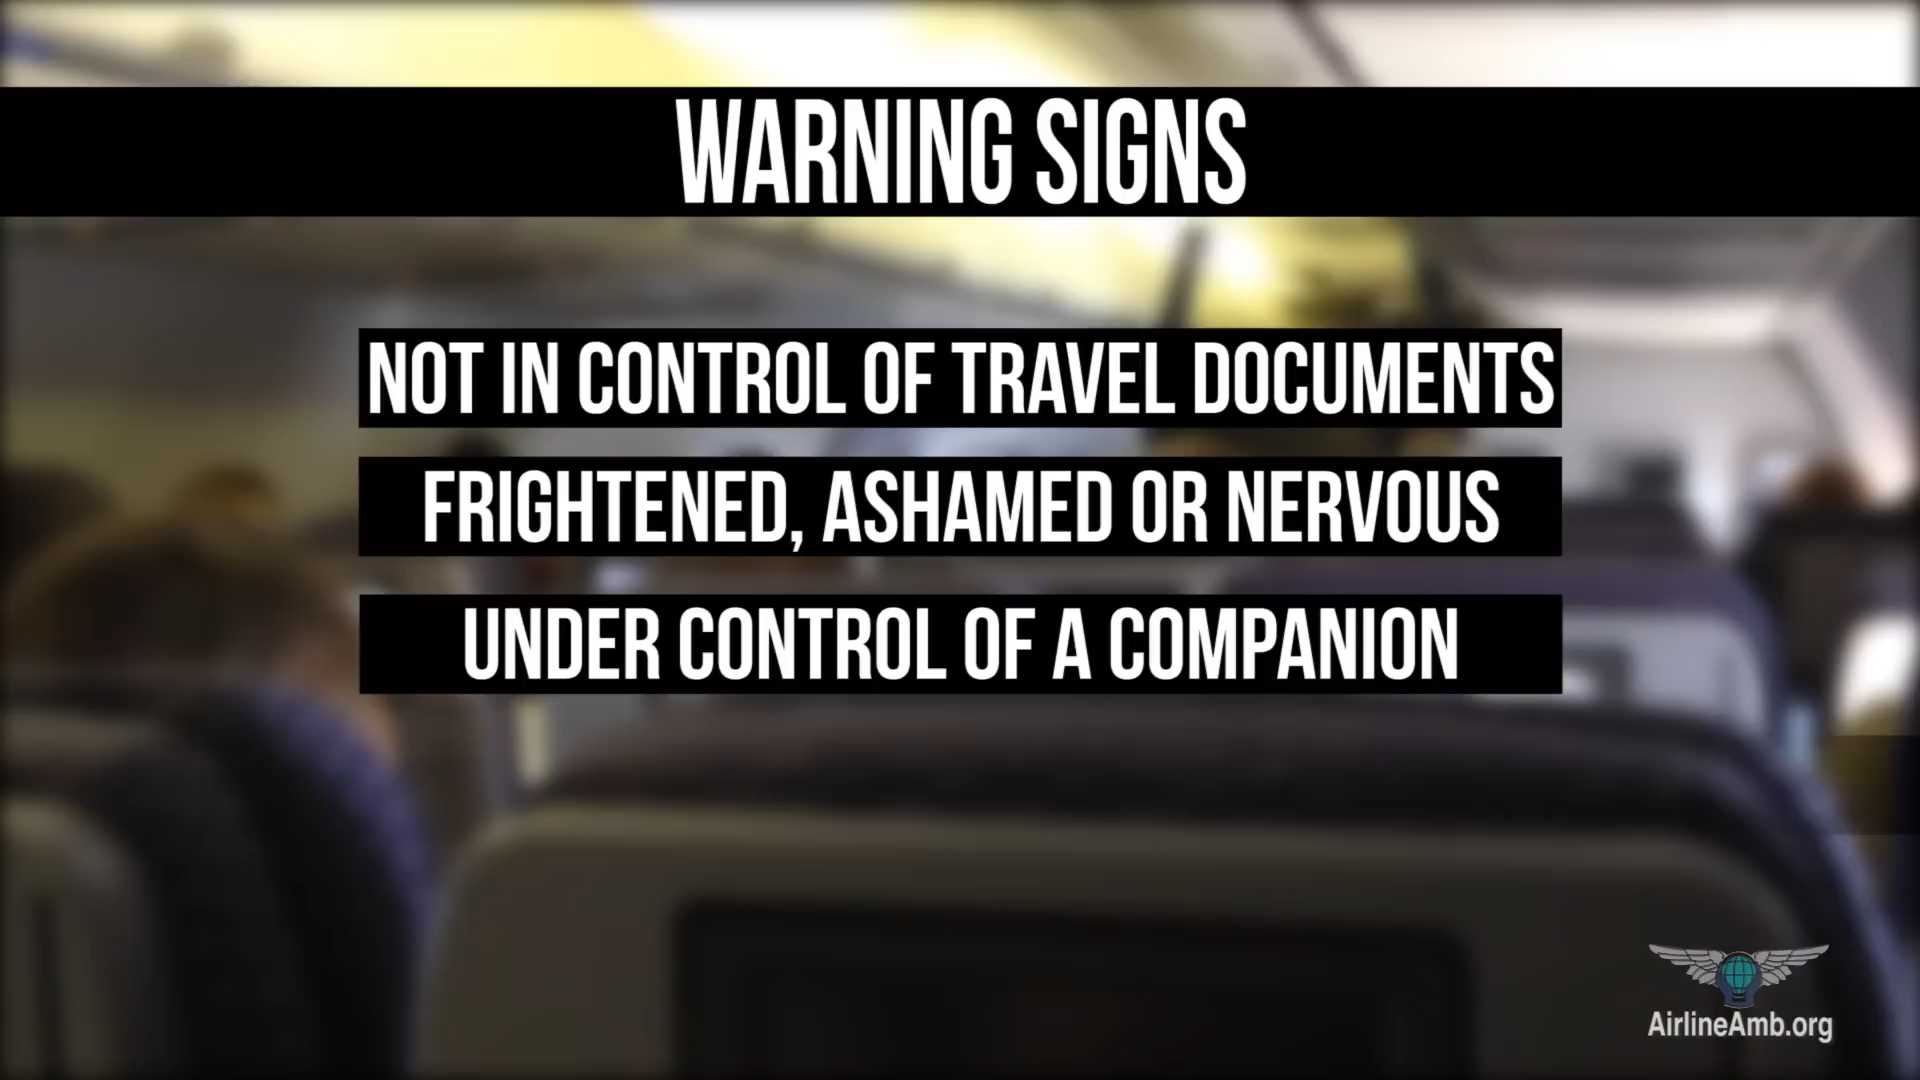 WARNING SIGNS
NOT IN CONTROL OF TRAVEL DOCUMENTS
FRIGHTENED, ASHAMED OR NERVOUS
UNDER CONTROL OF A COMPANION
AirlineAmb.org